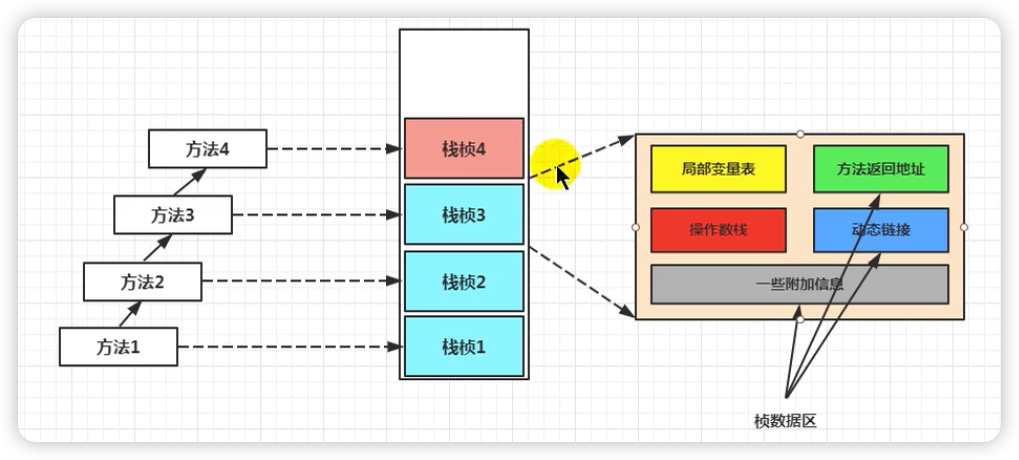 方法4
栈桢4
方法3
栈桢3
方法2
栈桢2
方法1
栈桢1
局部变量表
方法返回地址
操作数栈
动态链接
一些附加信息
桢数据区